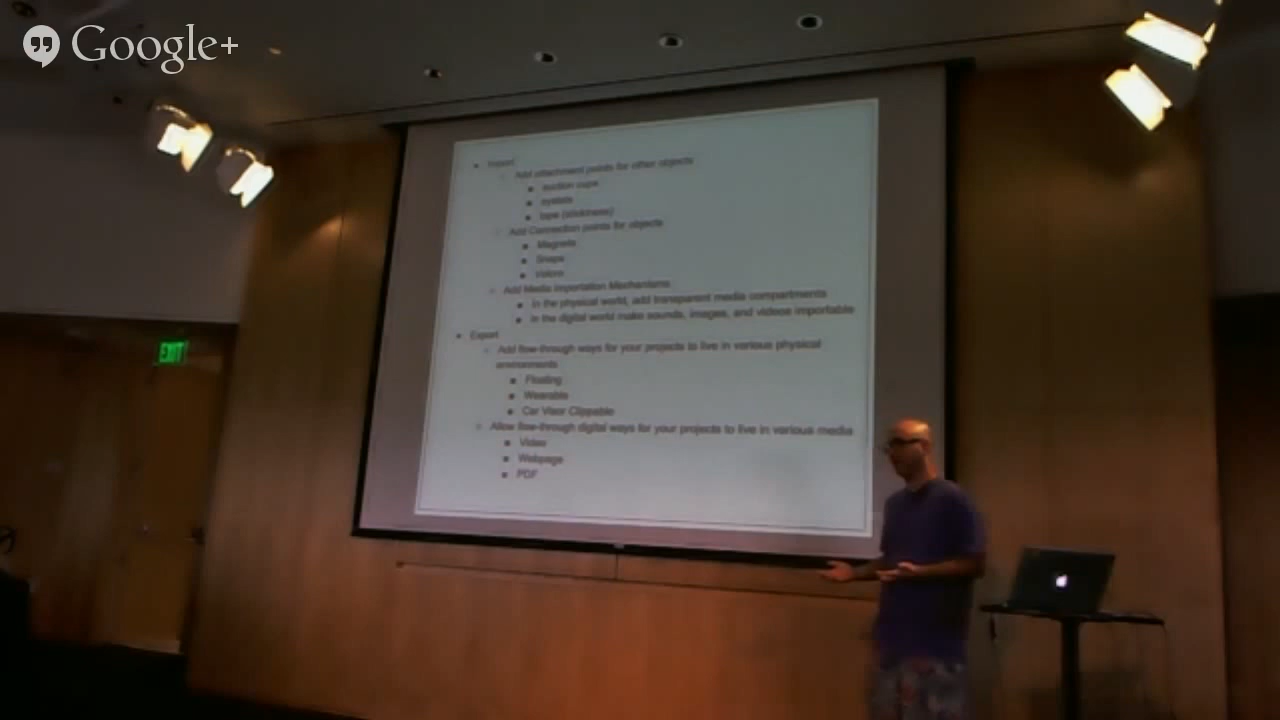 Google+
Import
Add attachment points for other objects
suction cups
eyelets
tape (stickiness)
Add Connection points for objects
Magnets
Snaps
Velcro
Add Media Importation Mechanisms
In the physical world, add transparent media compartments
In the digital world make sounds, images, and videos importable
Export
Add flow-through ways for your projects to live in various physical
environments
Floating
Wearable
Car Visor Clippable
Allow flow-through digital ways for your projects to live in various media
Video
Webpage
PDF
EXIT